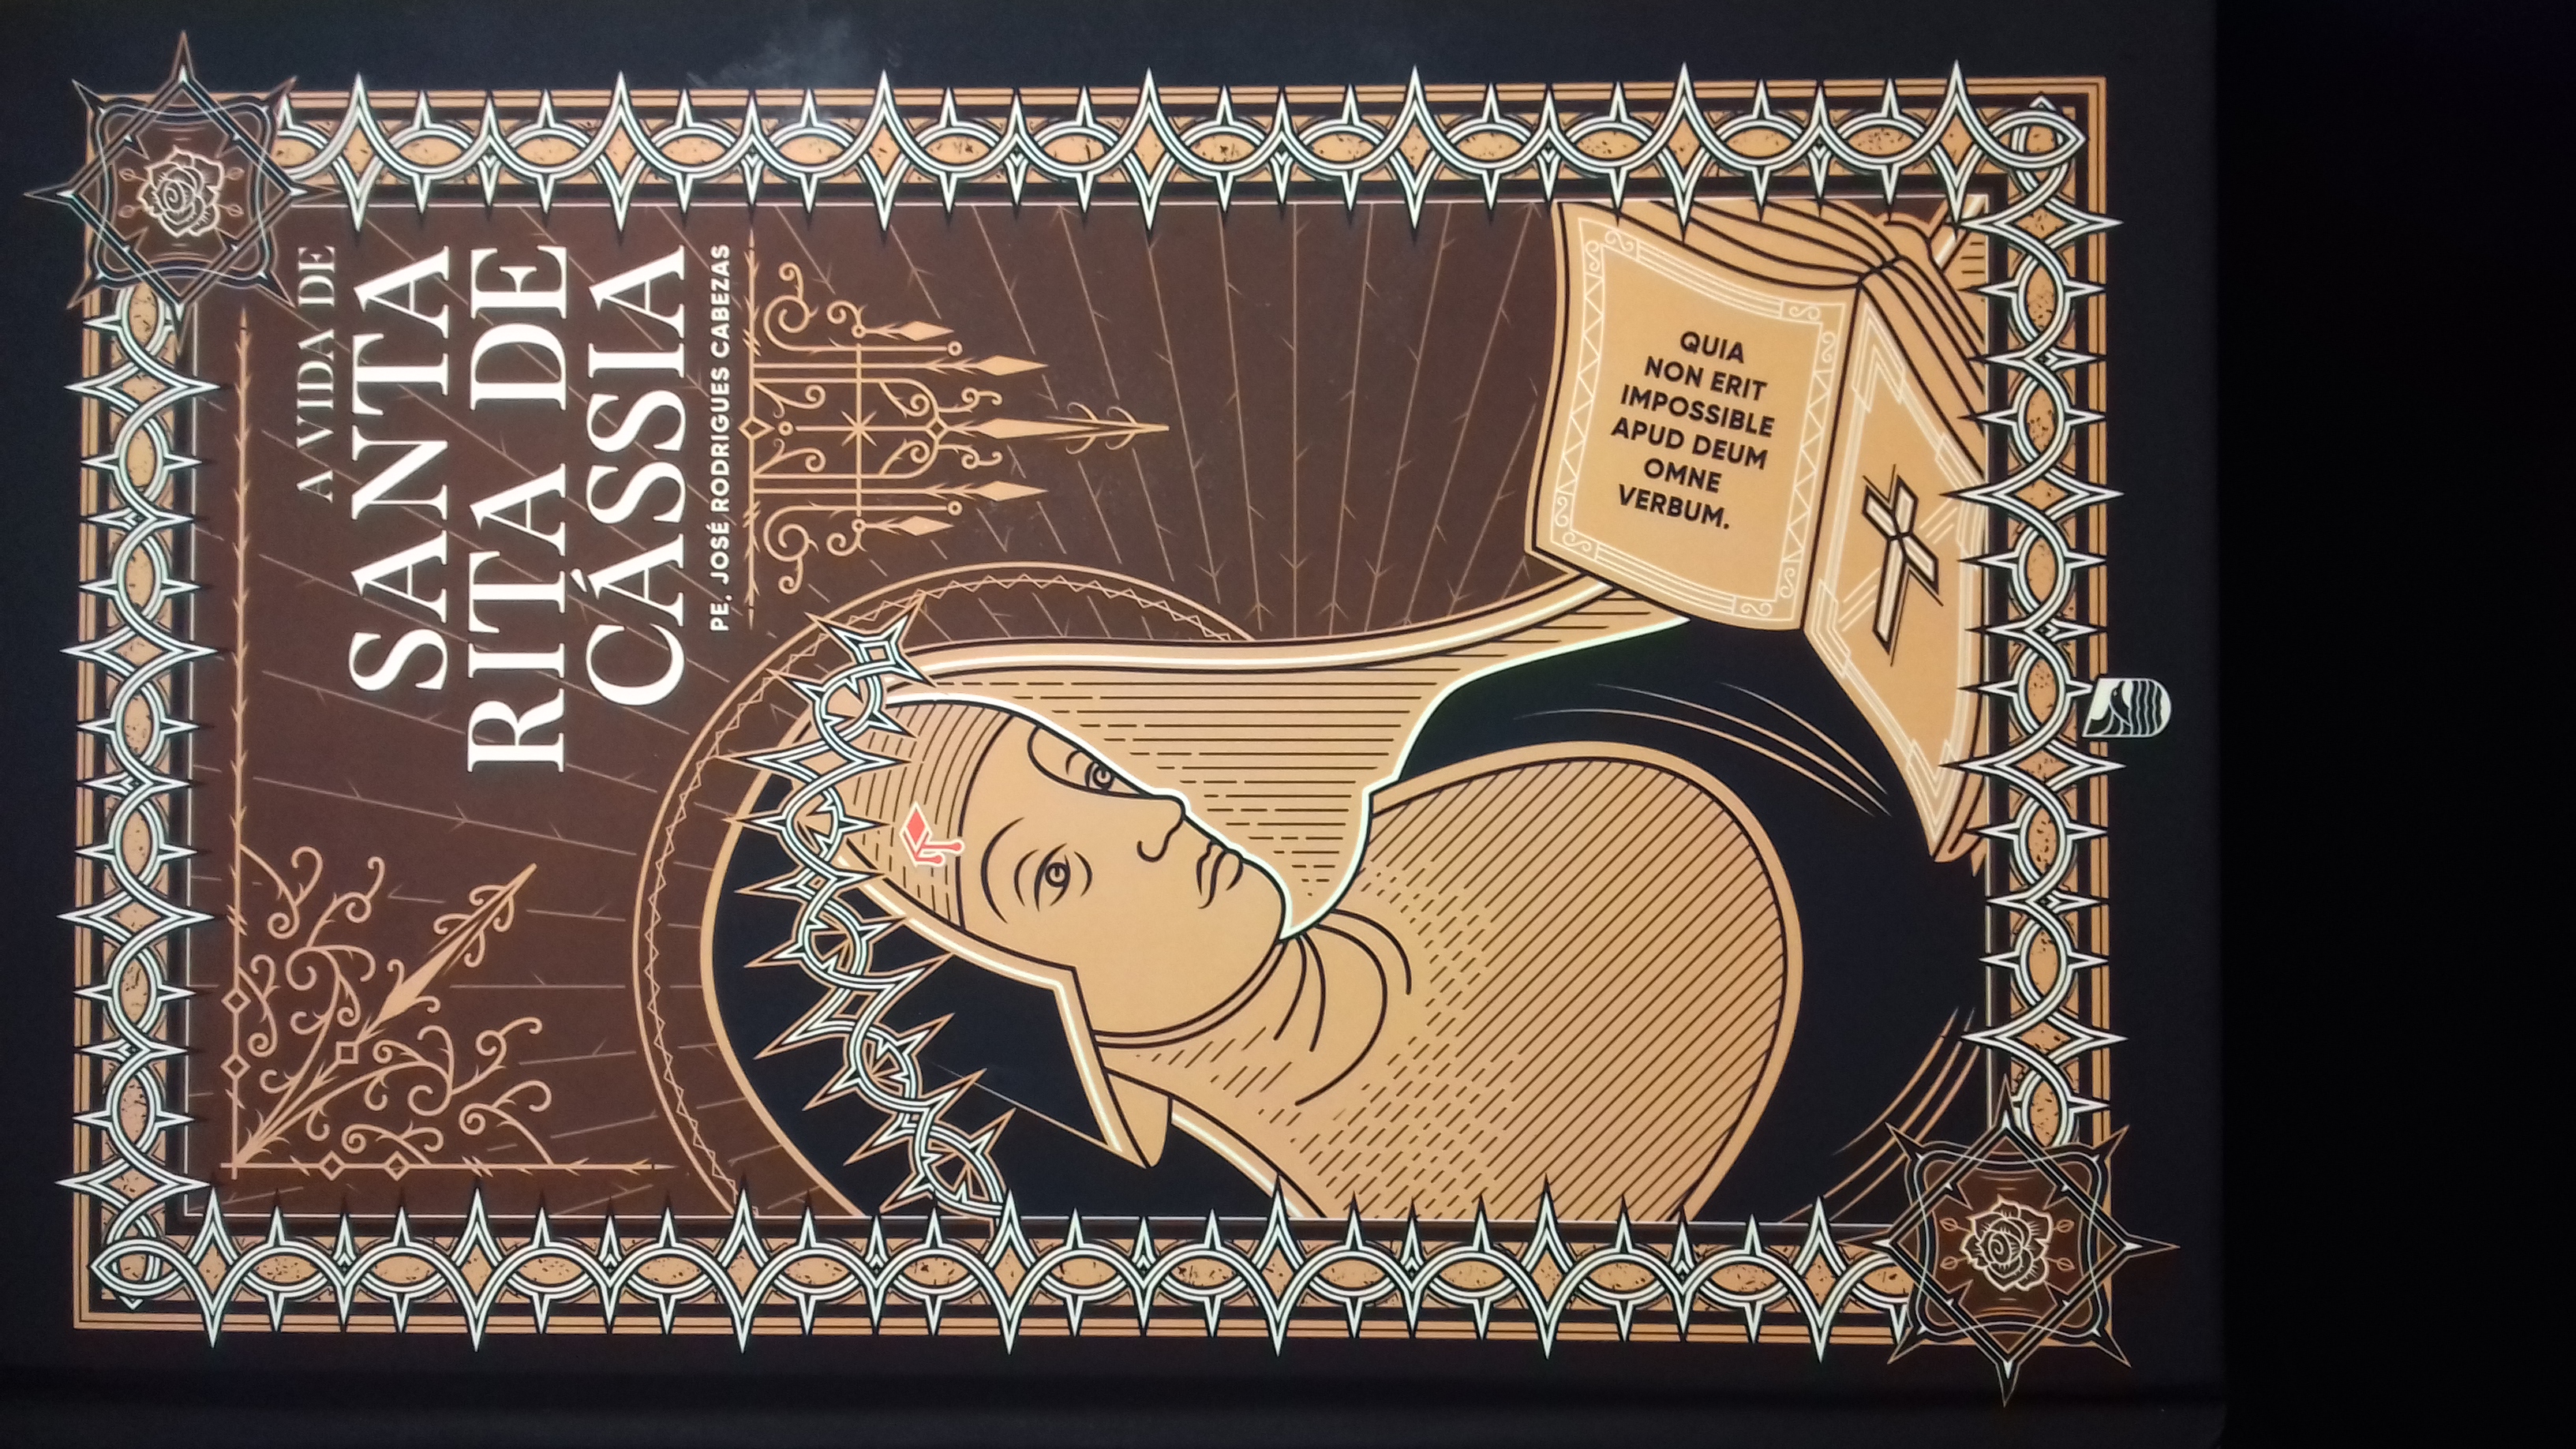 A VIDA DE
SANTA
RITA DE
CÁSSIA
PE. JOSÉ RODRIGUES CABEZAS
QUIA
NON ERIT
IMPOSSIBLE
APUD DEUM
OMNE
VERBUM.